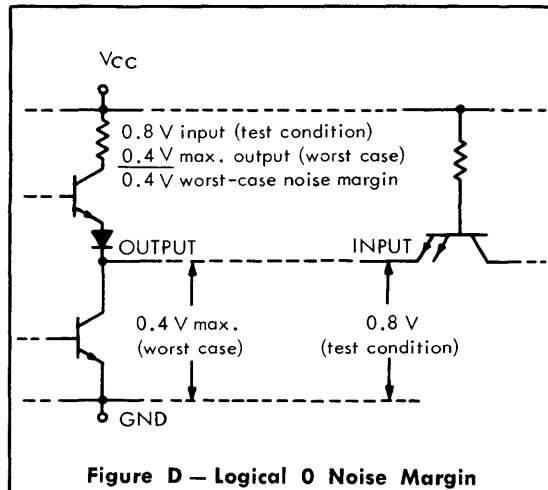 VCC
0.8 V input (test condition)
0.4 V max. output (worst case)
0.4 V worst-case noise margin
OUTPUT
INPUT
0.4 V max.
(worst case)
0.8 V
(test condition)
GND
Figure D — Logical 0 Noise Margin